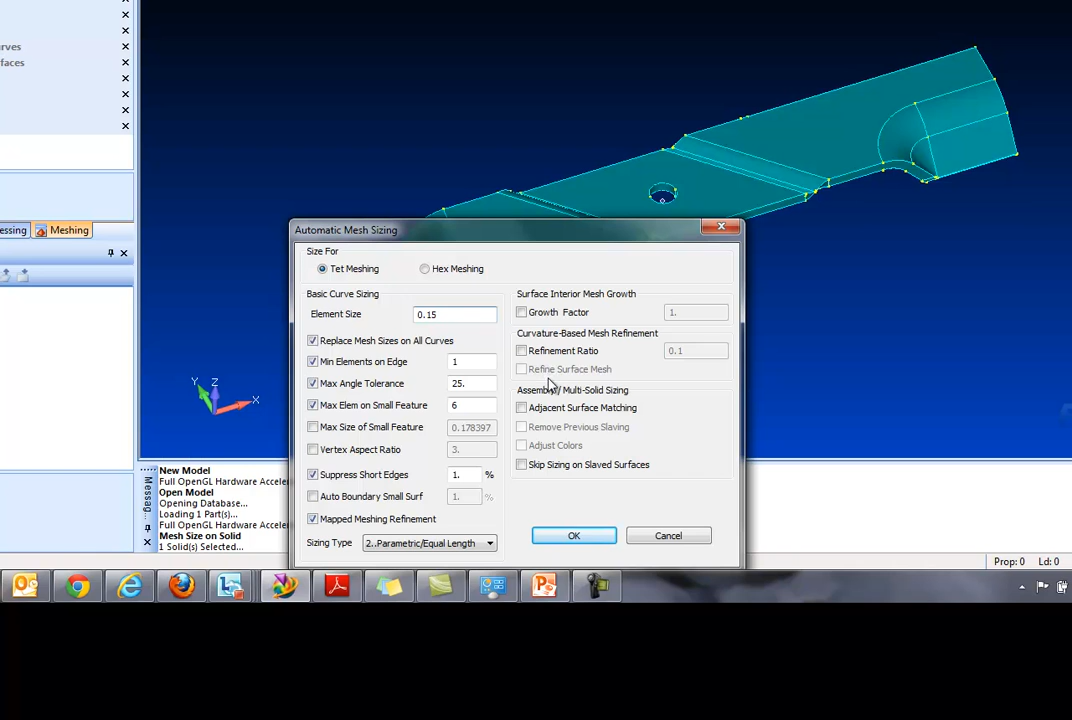 rves
faces
essing
Meshing
Automatic Mesh Sizing
Size For
Tet Meshing
Hex Meshing
Basic Curve Sizing
Element Size
0.15
Replace Mesh Sizes on All Curves
Min Elements on Edge
1
Max Angle Tolerance
25.
Max Elem on Small Feature
6
Max Size of Small Feature
0.178397
Vertex Aspect Ratio
3.
Suppress Short Edges
1.
%
Auto Boundary Small Surf
1.
%
Mapped Meshing Refinement
Sizing Type
2..Parametric/Equal Length
Surface Interior Mesh Growth
Growth Factor
1.
Curvature-Based Mesh Refinement
Refinement Ratio
0.1
Refine Surface Mesh
Assembly/ Multi-Solid Sizing
Adjacent Surface Matching
Remove Previous Slaving
Adjust Colors
Skip Sizing on Slaved Surfaces
OK
Cancel
Y
Z
X
Messag...
New Model
Full OpenGL Hardware Acceler
Open Model
Opening Database...
Loading 1 Part(s)...
Full OpenGL Hardware Acceler
Mesh Size on Solid
1 Solid(s) Selected...
Prop: 0
Ld: 0